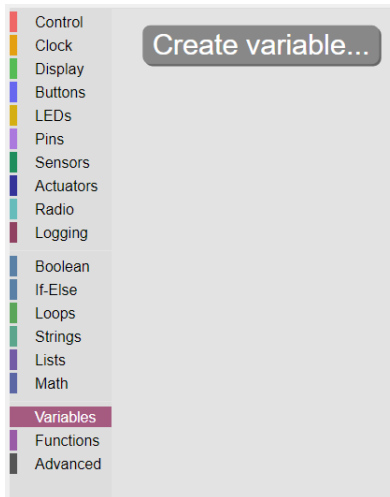 Control
Clock
Display
Buttons
LEDs
Pins
Sensors
Actuators
Radio
Logging
Boolean
If-Else
Loops
Strings
Lists
Math
Variables
Functions
Advanced
Create variable...